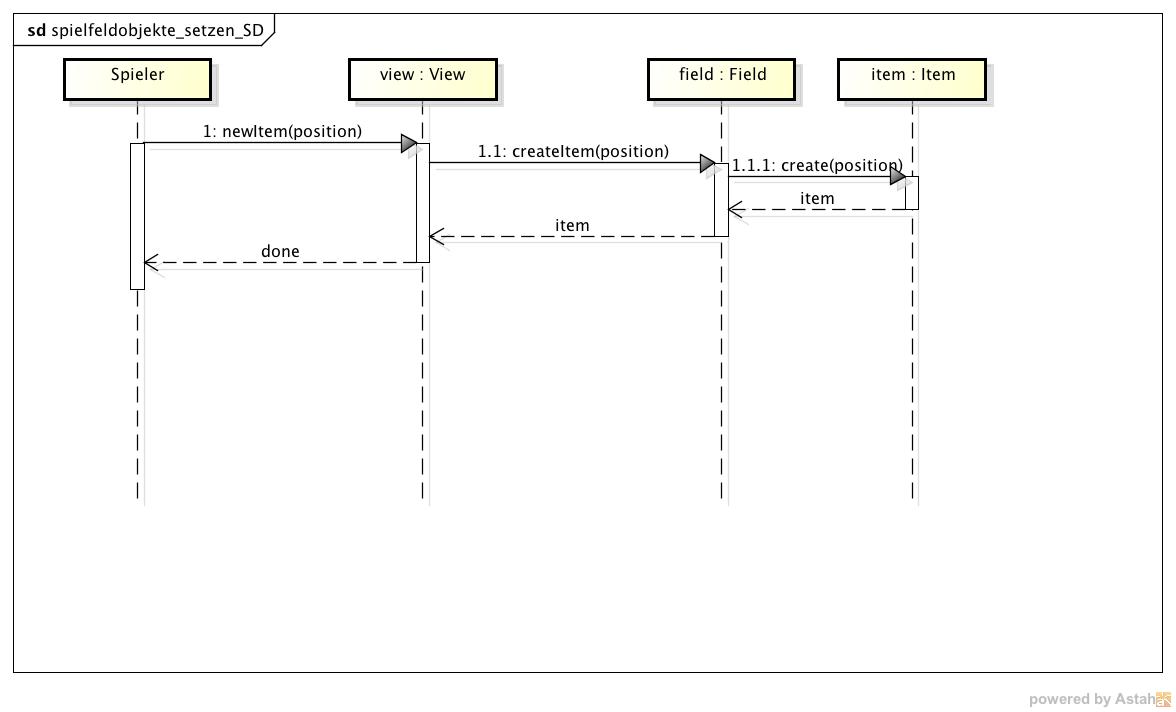 sd spielfeldobjekte_setzen_SD
Spieler
view : View
field : Field
item : Item
1: newItem(position)
1.1: createItem(position)
1.1.1: create(position)
item
item
done
powered by Astah